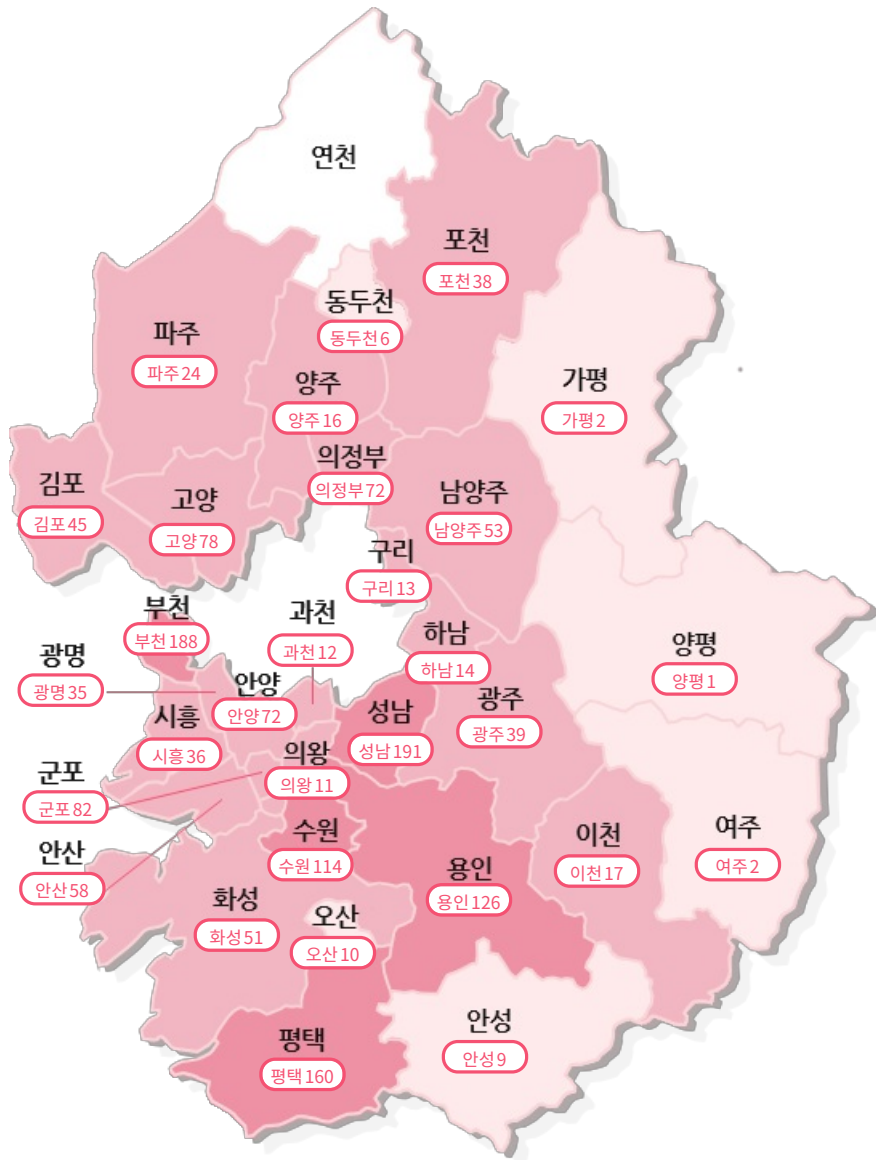 연천
포천
포천38
동두천
동두천6
파주
파주24
양주
양주16
가평
가평2
의정부
의정부72
김포
김포45
고양
고양78
남양주
남양주53
구리
구리13
부천
부천188
과천
과천12
하남
하남14
양평
양평1
광명
광명35
안양
안양72
시흥
시흥36
성남
성남191
광주
광주39
의왕
의왕11
군포
군포82
수원
수원114
이천
이천17
여주
여주2
안산
안산58
용인
용인126
화성
화성51
오산
오산10
안성
안성9
평택
평택160